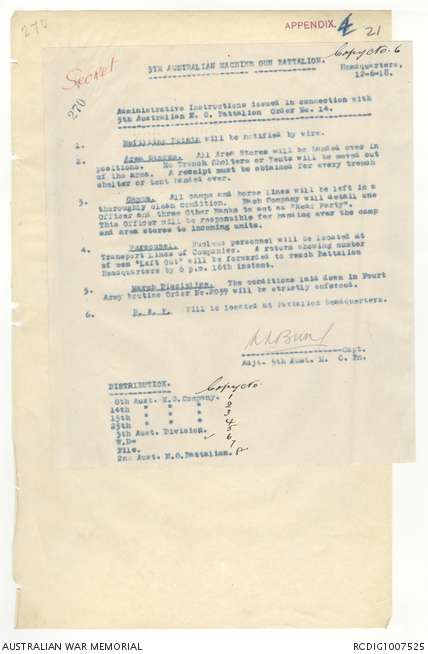 270
APPENDIX. 21
Secret
Copy No. 6
5TH AUSTRALIAN MACHINE GUN BATTALION.
Headquarters,
12-6-18.
270
Administrative Instructions issued in connection with
5th Australian M. G. Battalion Order No. 14.
1. Refilling Points will be notified by wire.
2. Area Stores. All Area Stores will be handed over in
positions. No Trench Shelters or Tents will be moved out
of the area. A receipt must be obtained for every trench
shelter or tent handed over.
3. Camps. All camps and horse lines will be left in a
thoroughly clean condition. Each Company will detail one
Officer and three Other Ranks to act as "Rear Party".
This Officer will be responsible for handing over the camp
and area stores to incoming units.
4. Personnel. Nucleus personnel will be located at
Transport Lines of Companies. A return showing number
of men "Left Out" will be forwarded to reach Battalion
Headquarters by 6 p.m. 16th instant.
5. March Discipline. The conditions laid down in Fourt
Army Routine Order No.2039 will be strictly enforced.
6. R. A. P. Will be located at Battalion Headquarters.
Capt.
Adjt. 5th Aust. M. G. Bn.
DISTRIBUTION. Copy No.
8th Aust. M.G.Company. 1
14th " " " 2
15th " " " 3
25th " " " 4
5th Aust. Division. 5
W.D. 6
File. 7
2nd Aust. M.G.Battalion. 8
AUSTRALIAN WAR MEMORIAL
RCDIG1007525